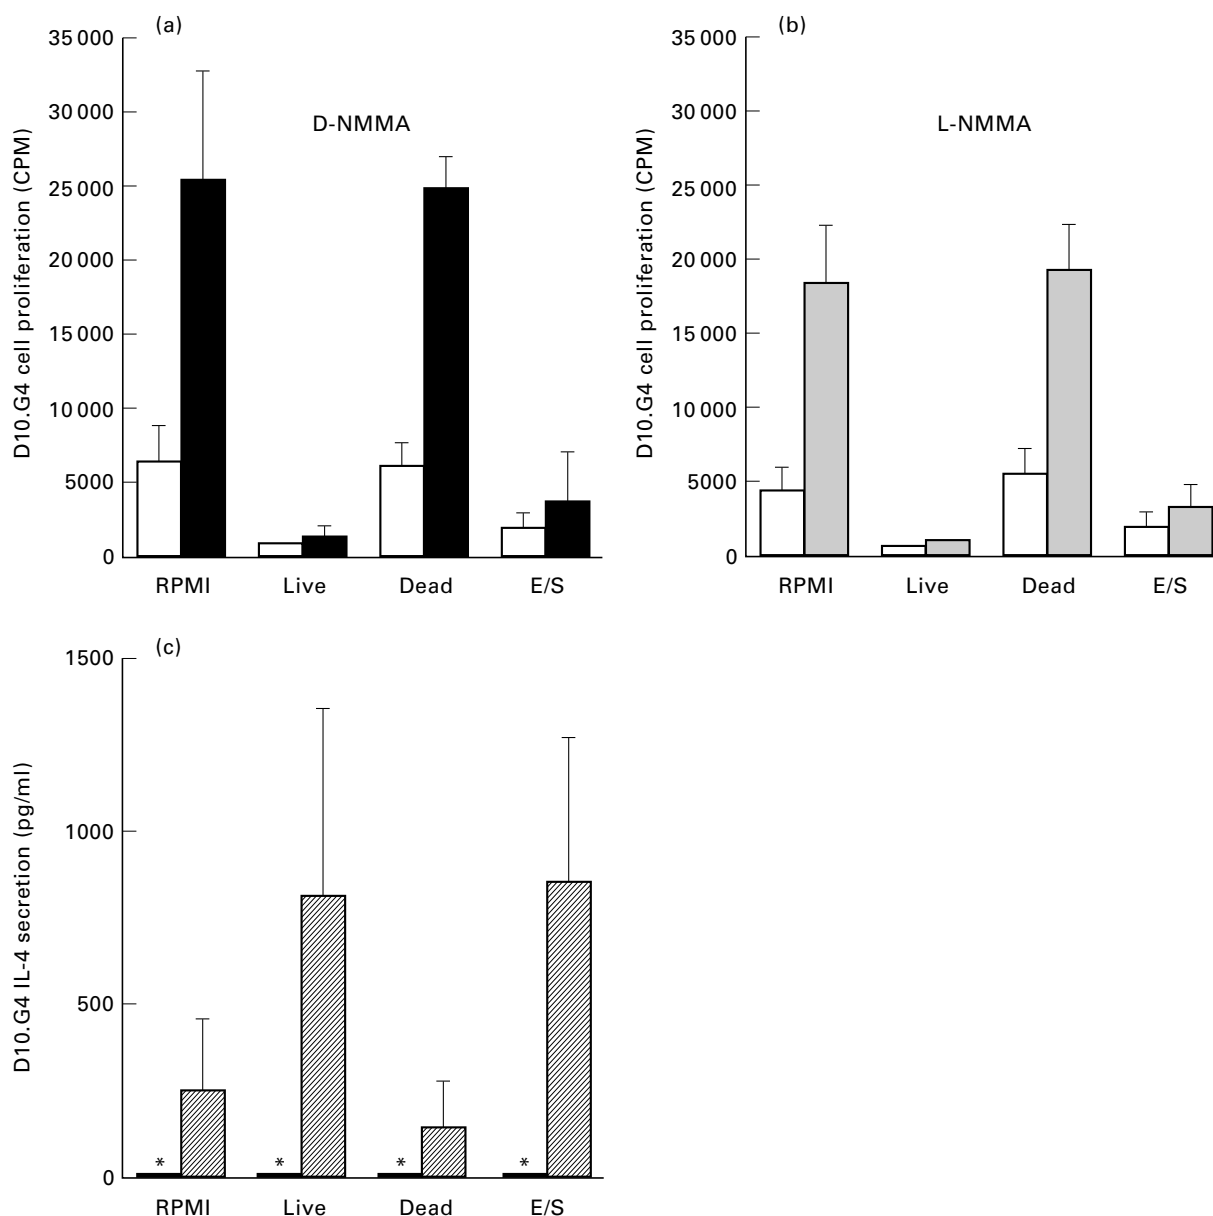 (a)
35 000
30 000
25 000
20 000
15 000
10 000
5000
0
D10.G4 cell proliferation (CPM)
D-NMMA
RPMI Live Dead E/S
(b)
35 000
30 000
25 000
20 000
15 000
10 000
5000
0
D10.G4 cell proliferation (CPM)
L-NMMA
RPMI Live Dead E/S
(c)
1500
1000
500
0
D10.G4 IL-4 secretion (pg/ml)
* * * *
RPMI Live Dead E/S